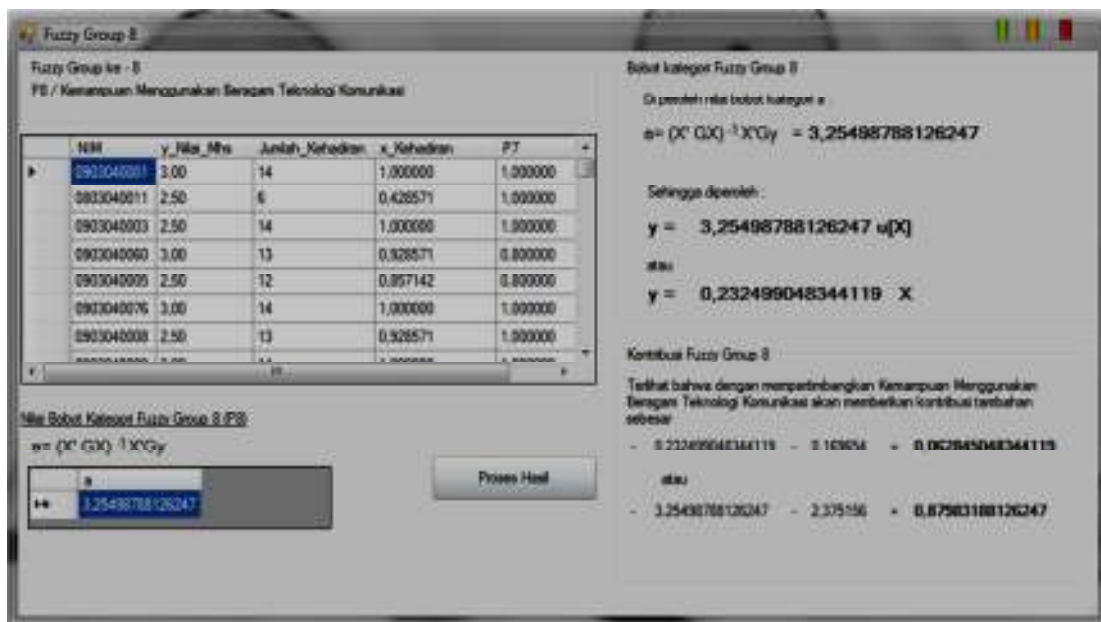 Fuzzy Group 8
Fuzzy Group ke - 8
P8 / Kemampuan Menggunakan Beragam Teknologi Komunikasi
NIM y_Nilai_Mhs Jumlah_Kehadiran x_Kehadiran P7
0903040001 3,00 14 1,000000 1,000000
0803040011 2,50 6 0,428571 1,000000
0903040003 2,50 14 1,000000 1,000000
0903040060 3,00 13 0,928571 0,800000
0903040005 2,50 12 0,857142 0,800000
0903040076 3,00 14 1,000000 1,000000
0903040008 2,50 13 0,928571 1,000000
Nilai Bobot Kategori Fuzzy Group 8 (P8)
a= (X' GX) -1 X'Gy
a
3,25498788126247
Proses Hasil
Bobot kategori Fuzzy Group 8
Di peroleh nilai bobot kategori a :
a= (X' GX) -1 X'Gy = 3,25498788126247
Sehingga diperoleh :
y = 3,25498788126247 u[X]
atau
y = 0,232499048344119 X
Kontribusi Fuzzy Group 8
Terlihat bahwa dengan mempertimbangkan Kemampuan Menggunakan
Beragam Teknologi Komunikasi akan memberikan kontribusi tambahan
sebesar
- 0,232499048344119 - 0,169654 = 0,062845048344119
atau
- 3,25498788126247 - 2,375156 = 0,87983188126247